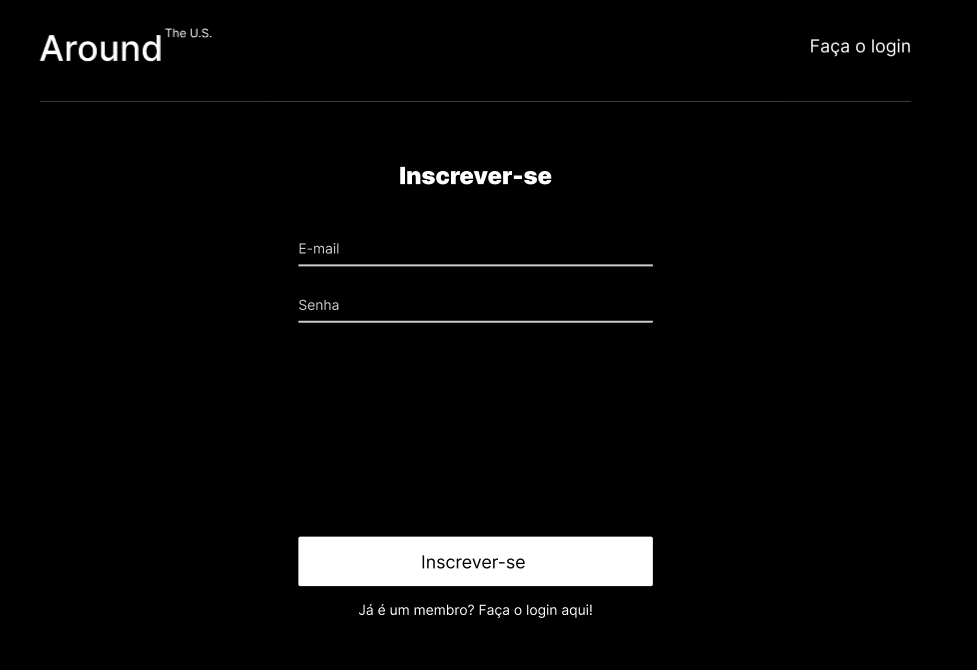 Around The U.S.
Faça o login
Inscrever-se
E-mail
Senha
Inscrever-se
Já é um membro? Faça o login aqui!